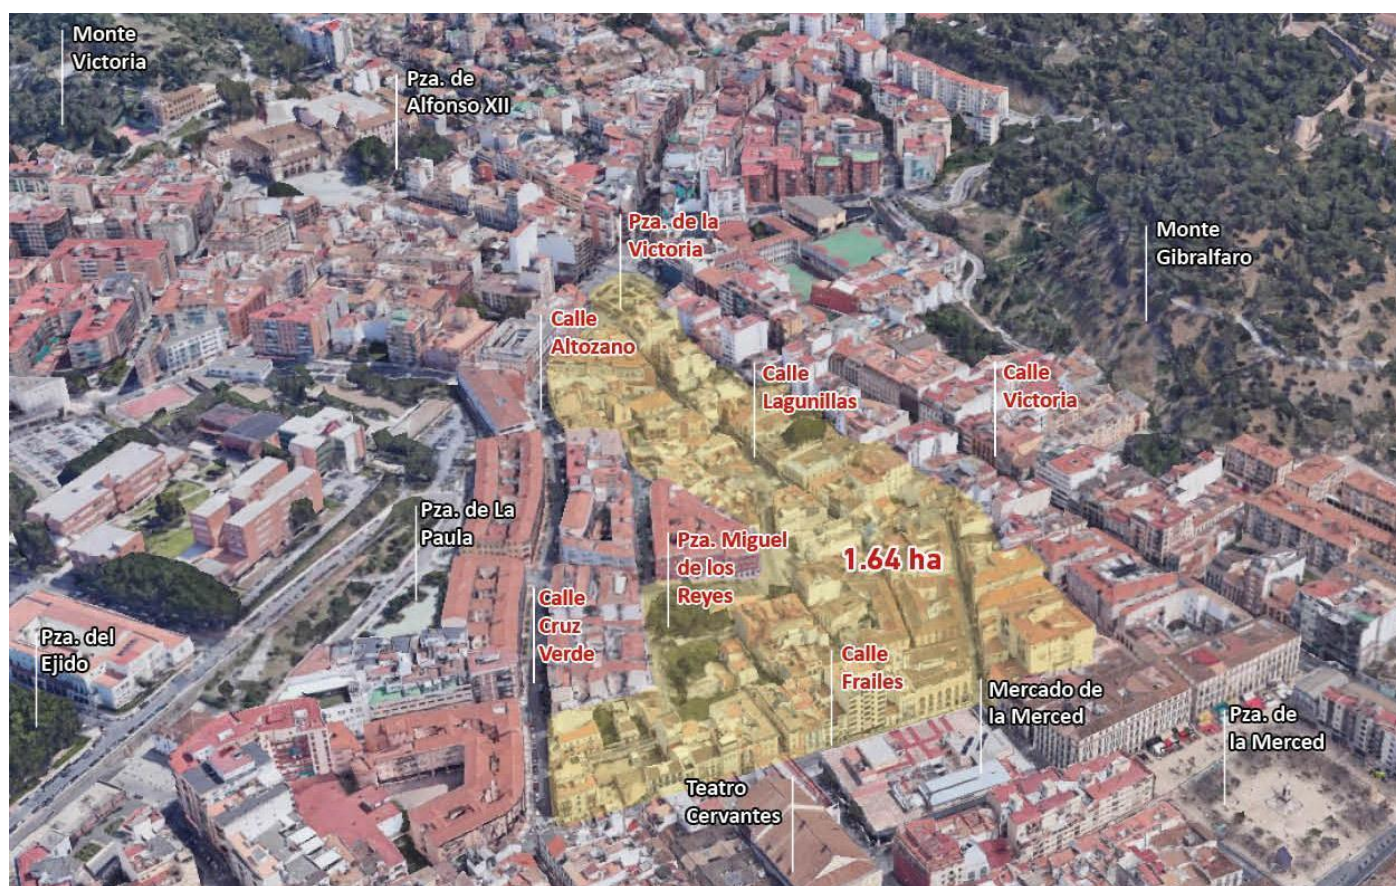 Monte
Victoria
Pza. de
Alfonso XII
Pza. de la
Victoria
Monte
Gibralfaro
Calle
Altozano
Calle
Lagunillas
Calle
Victoria
Pza. de La
Paula
Pza. Miguel
de los
Reyes
1.64 ha
Calle
Cruz
Verde
Pza. del
Ejido
Calle
Frailes
Mercado de
la Merced
Pza. de
la Merced
Teatro
Cervantes